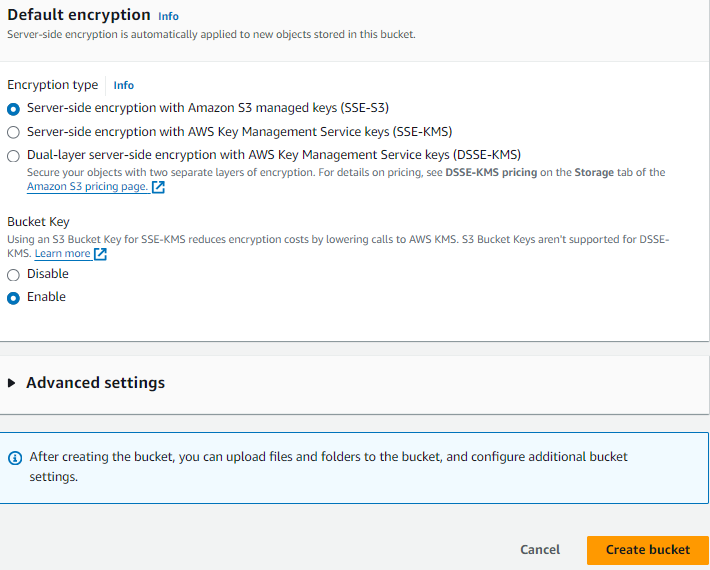 Default encryption Info
Server-side encryption is automatically applied to new objects stored in this bucket.
Encryption type Info
Server-side encryption with Amazon S3 managed keys (SSE-S3)
Server-side encryption with AWS Key Management Service keys (SSE-KMS)
Dual-layer server-side encryption with AWS Key Management Service keys (DSSE-KMS)
Secure your objects with two separate layers of encryption. For details on pricing, see DSSE-KMS pricing on the Storage tab of the
Amazon S3 pricing page.
Bucket Key
Using an S3 Bucket Key for SSE-KMS reduces encryption costs by lowering calls to AWS KMS. S3 Bucket Keys aren't supported for DSSE-
KMS. Learn more
Disable
Enable
Advanced settings
After creating the bucket, you can upload files and folders to the bucket, and configure additional bucket
settings.
Cancel Create bucket